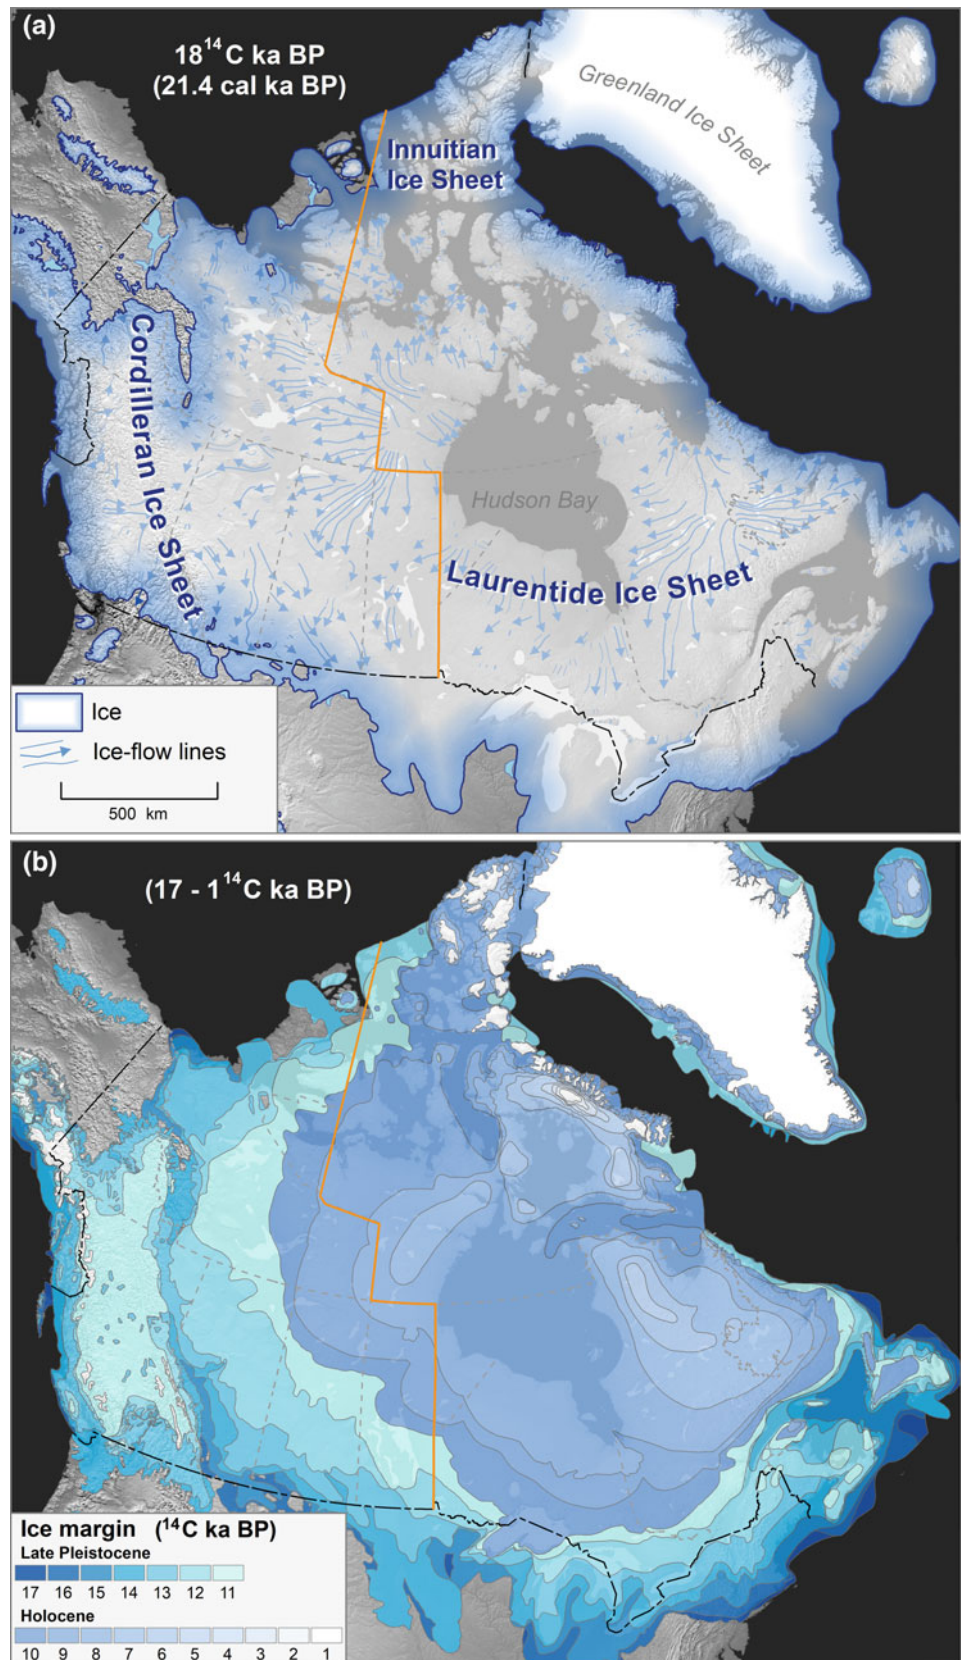 (a)
18¹⁴C ka BP
(21.4 cal ka BP)
Greenland Ice Sheet
Innuitian
Ice Sheet
Cordilleran Ice Sheet
Hudson Bay
Laurentide Ice Sheet
Ice
Ice-flow lines
500 km
(b)
(17 - 1¹⁴C ka BP)
Ice margin (¹⁴C ka BP)
Late Pleistocene
17 16 15 14 13 12 11
Holocene
10 9 8 7 6 5 4 3 2 1